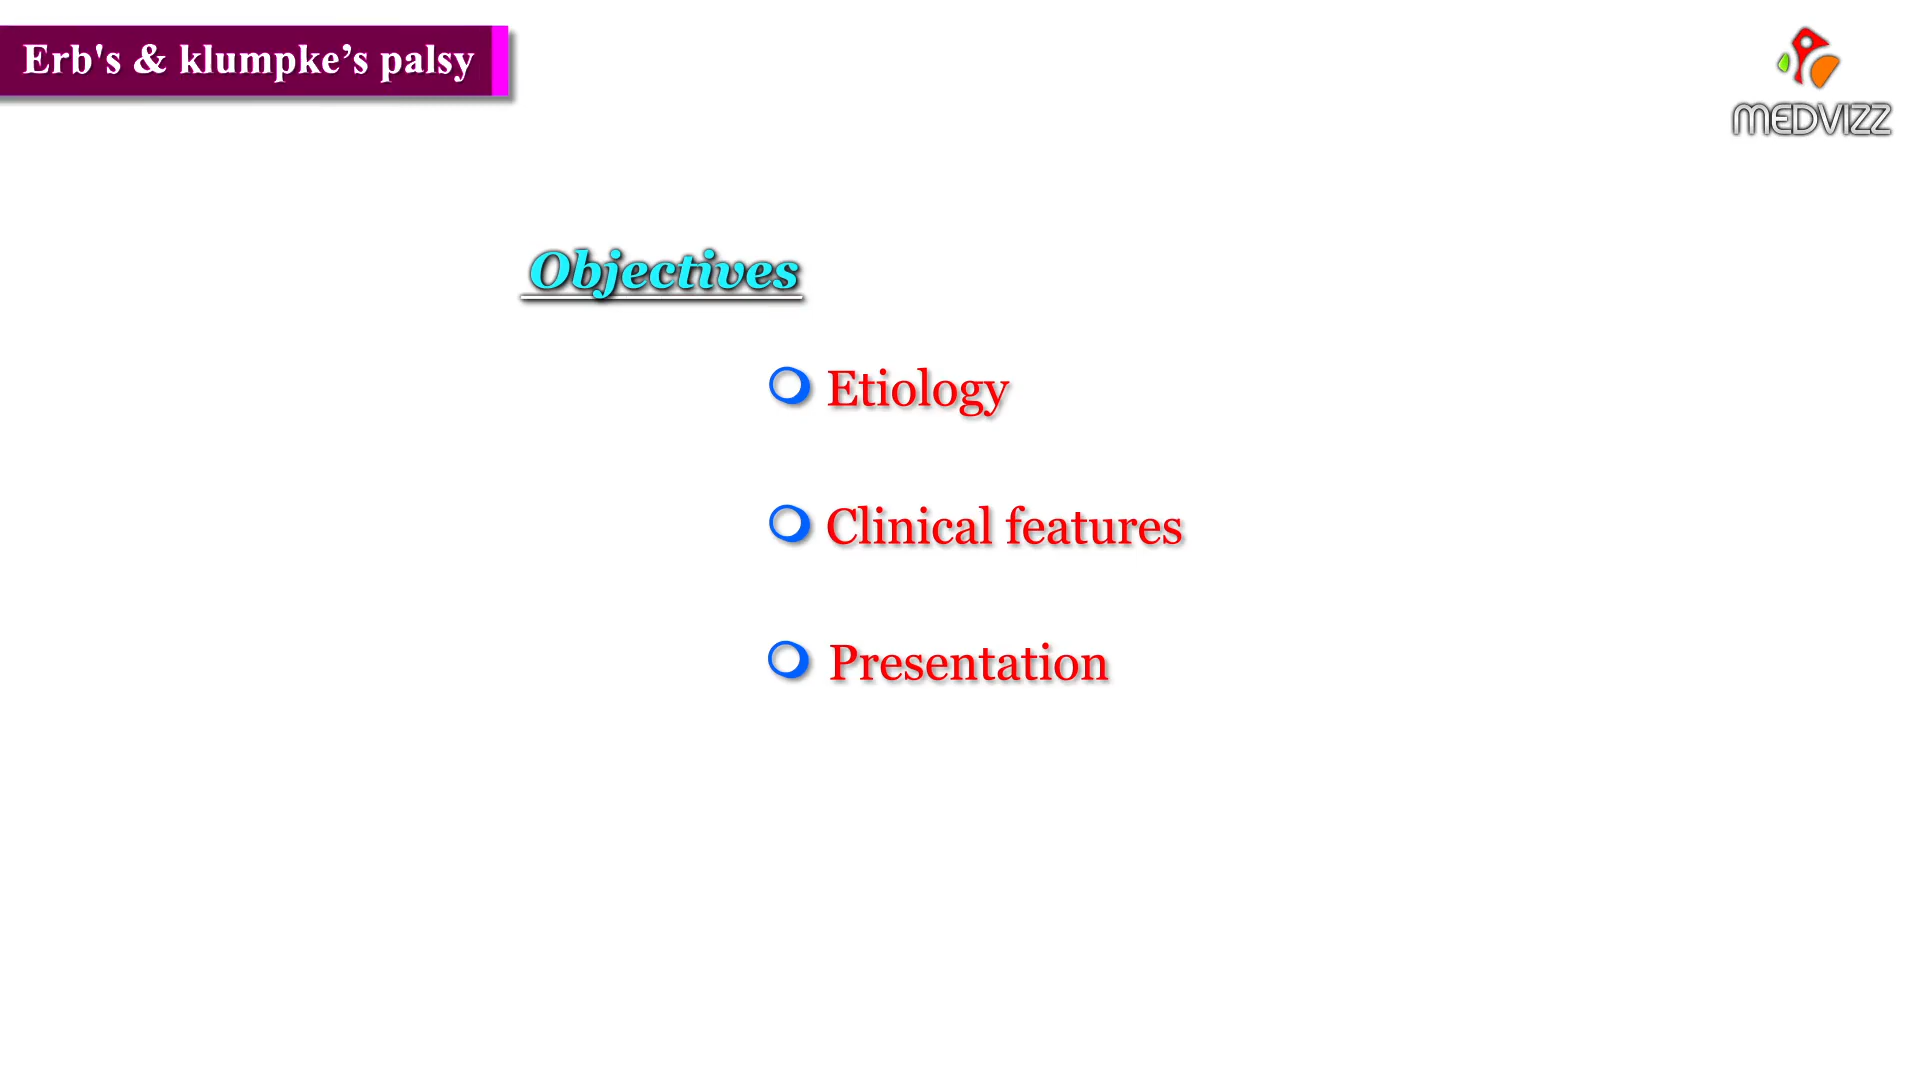 Erb's & klumpke’s palsy
MEDVIZZ
Objectives
Etiology
Clinical features
Presentation